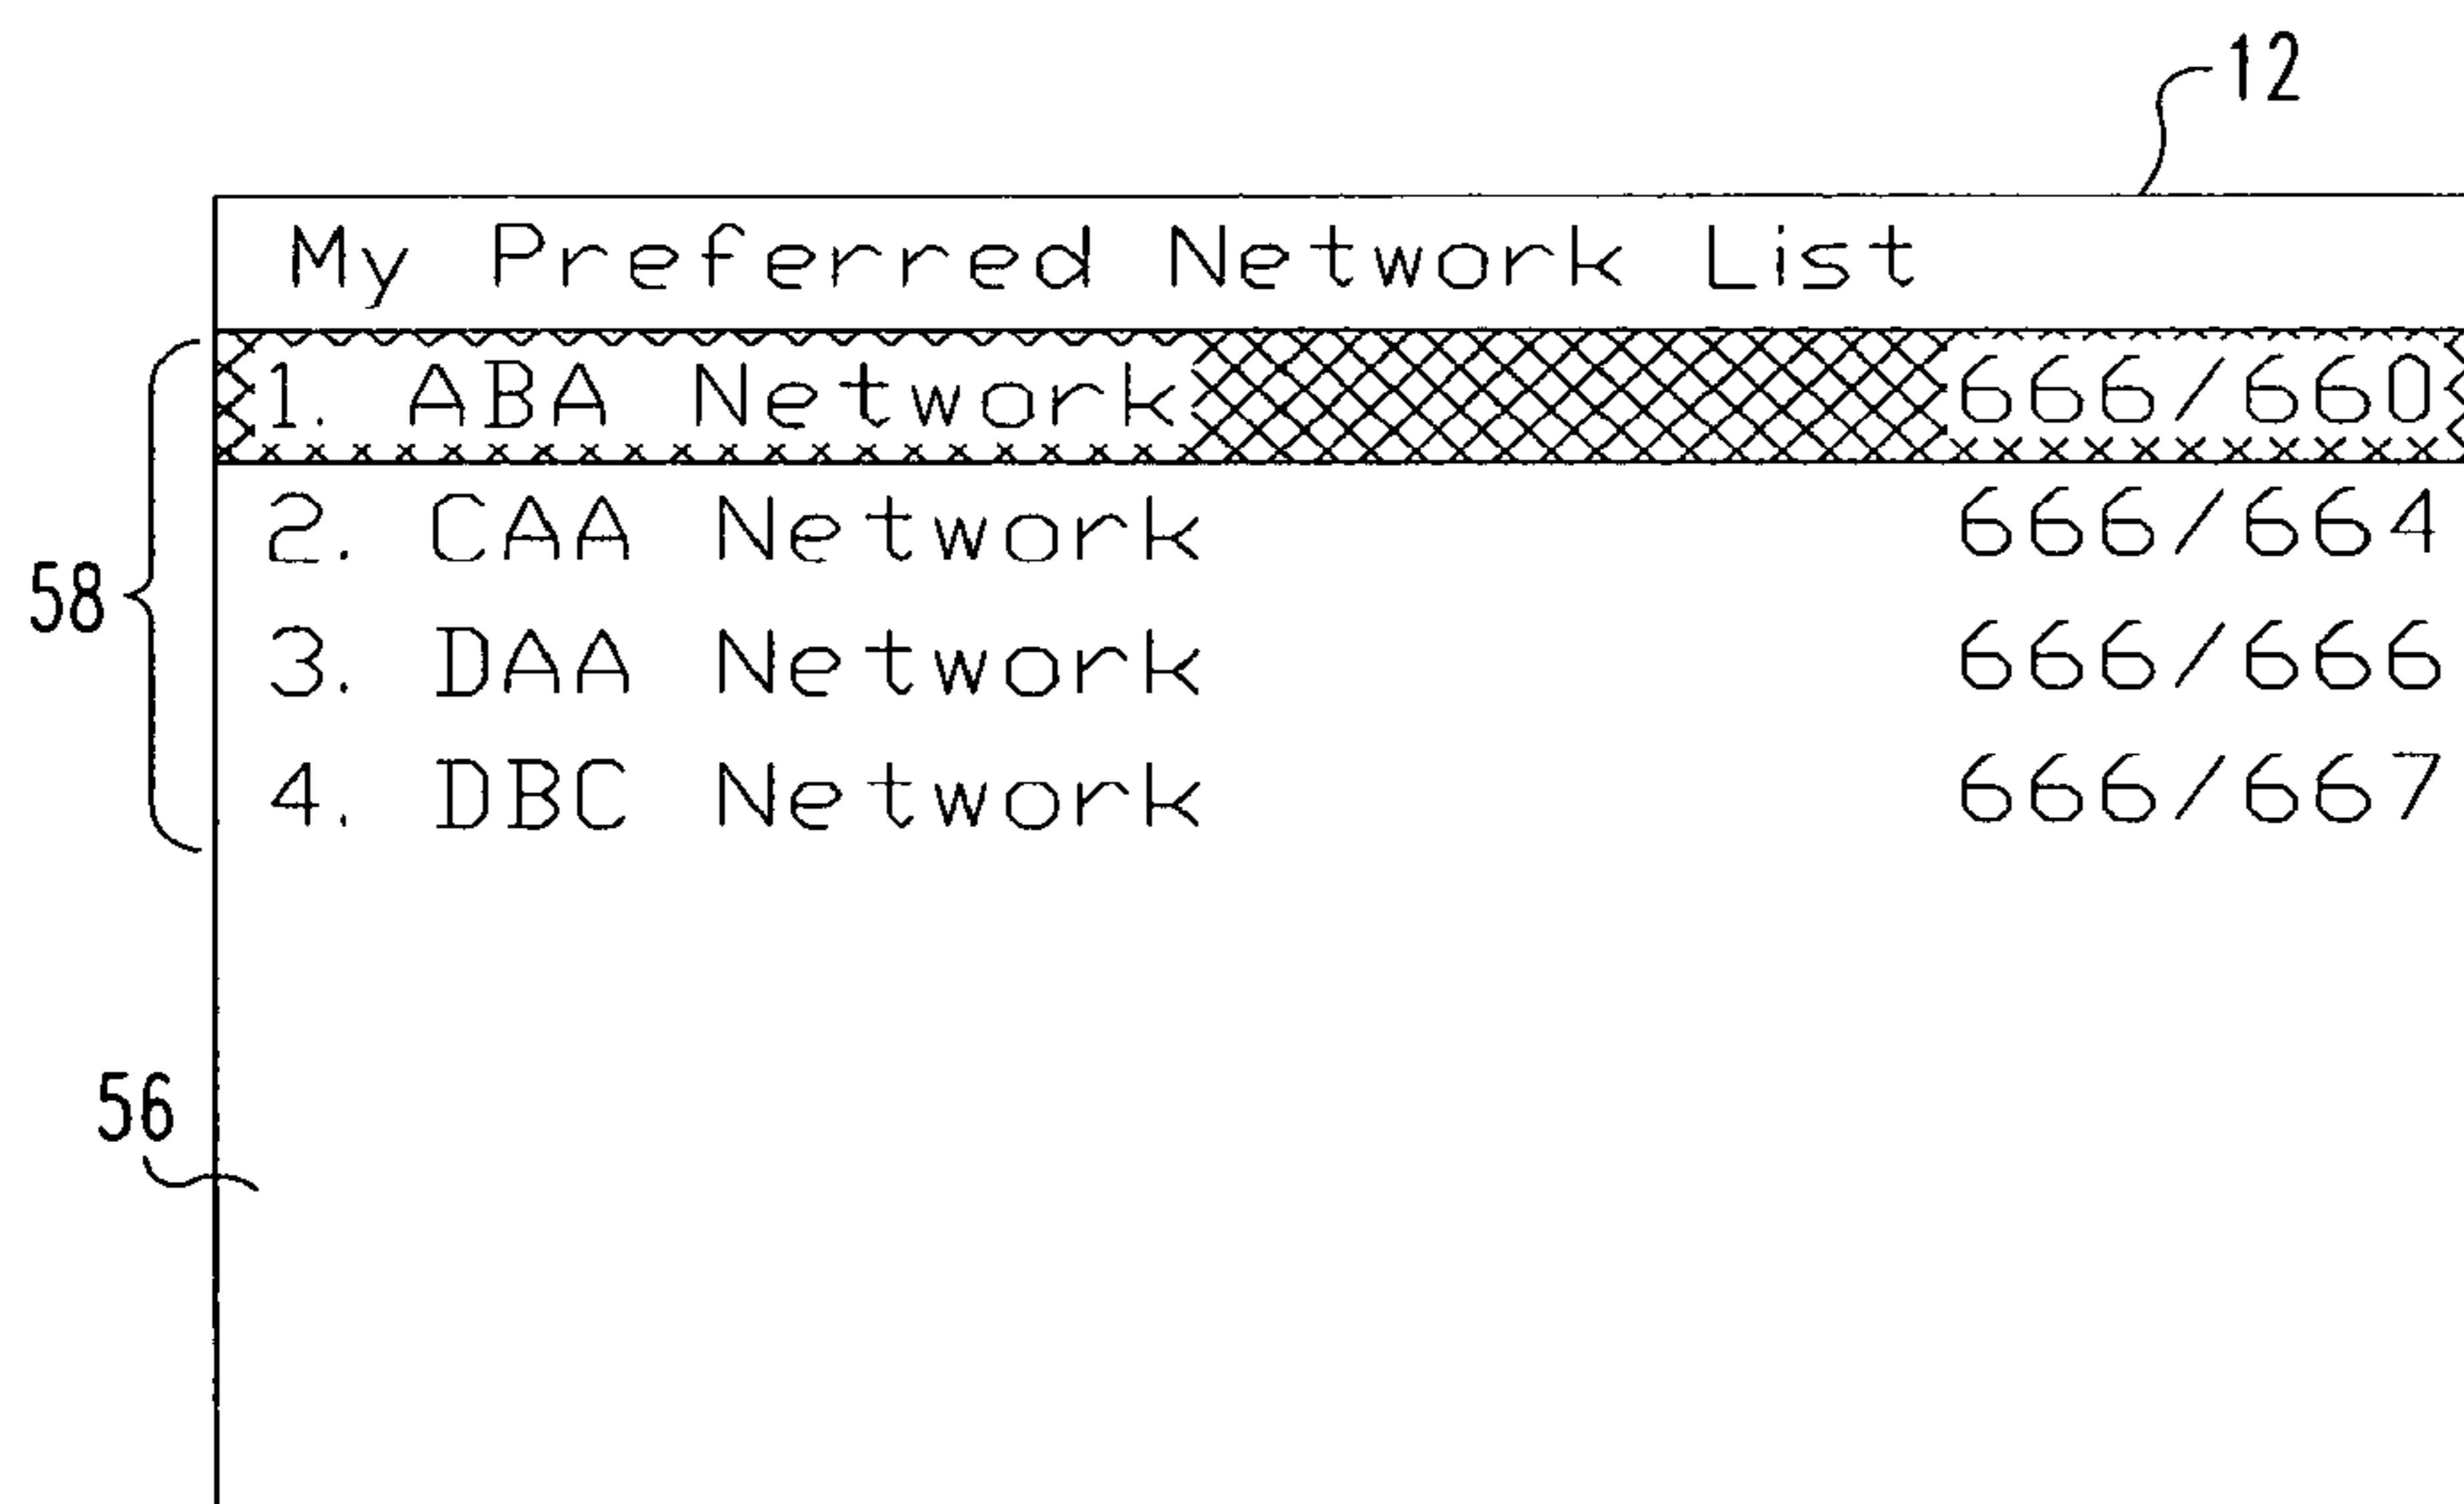 12
My Preferred Network List
1. ABA Network 666/660
2. CAA Network 666/664
3. DAA Network 666/666
4. DBC Network 666/667
58
56